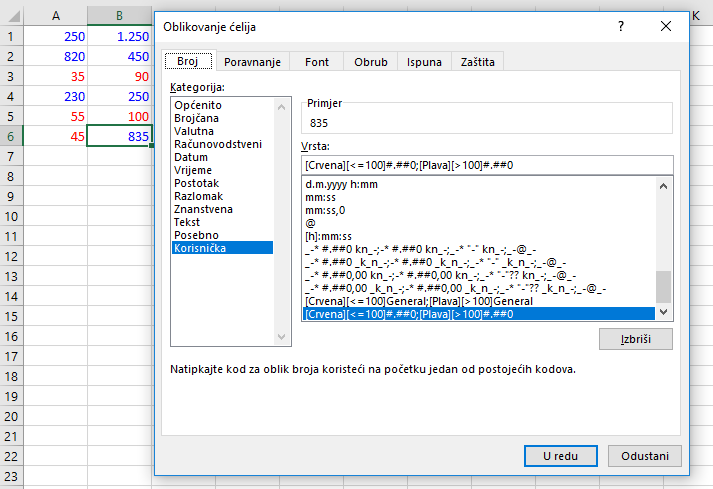 A B K
1 250 1.250
2 820 450
3 35 90
4 230 250
5 55 100
6 45 835
7
8
9
10
11
12
13
14
15
16
17
18
19
20
21
22
23
Oblikovanje ćelija ? ×
Broj Poravnanje Font Obrub Ispuna Zaštita
Kategorija:
Općenito
Brojčana
Valutna
Računovodstveni
Datum
Vrijeme
Postotak
Razlomak
Znanstvena
Tekst
Posebno
Korisnička
Primjer
835
Vrsta:
[Crvena][<=100]#.##0;[Plava][>100]#.##0
d.m.yyyy h:mm
mm:ss
mm:ss,0
@
[h]:mm:ss
_-* #.##0 kn_-;-* #.##0 kn_-;_-* "-" kn_-;_-@_-
_-* #.##0 _k_n_-;-* #.##0 _k_n_-;_-* "-" _k_n_-;_-@_-
_-* #.##0,00 kn_-;-* #.##0,00 kn_-;_-* "-"?? kn_-;_-@_-
_-* #.##0,00 _k_n_-;-* #.##0,00 _k_n_-;_-* "-"?? _k_n_-;_-@_-
[Crvena][<=100]General;[Plava][>100]General
[Crvena][<=100]#.##0;[Plava][>100]#.##0
Izbriši
Natipkajte kod za oblik broja koristeći na početku jedan od postojećih kodova.
U redu Odustani